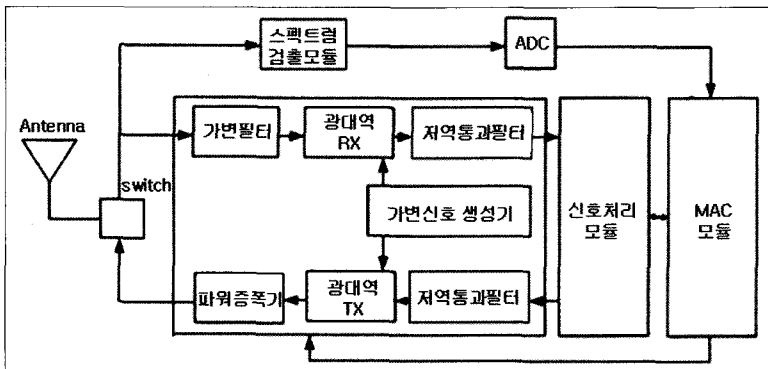 스펙트럼
검출모듈
ADC
Antenna
switch
가변필터
광대역
RX
저역통과필터
가변신호 생성기
신호처리
모듈
MAC
모듈
파워증폭기
광대역
TX
저역통과필터